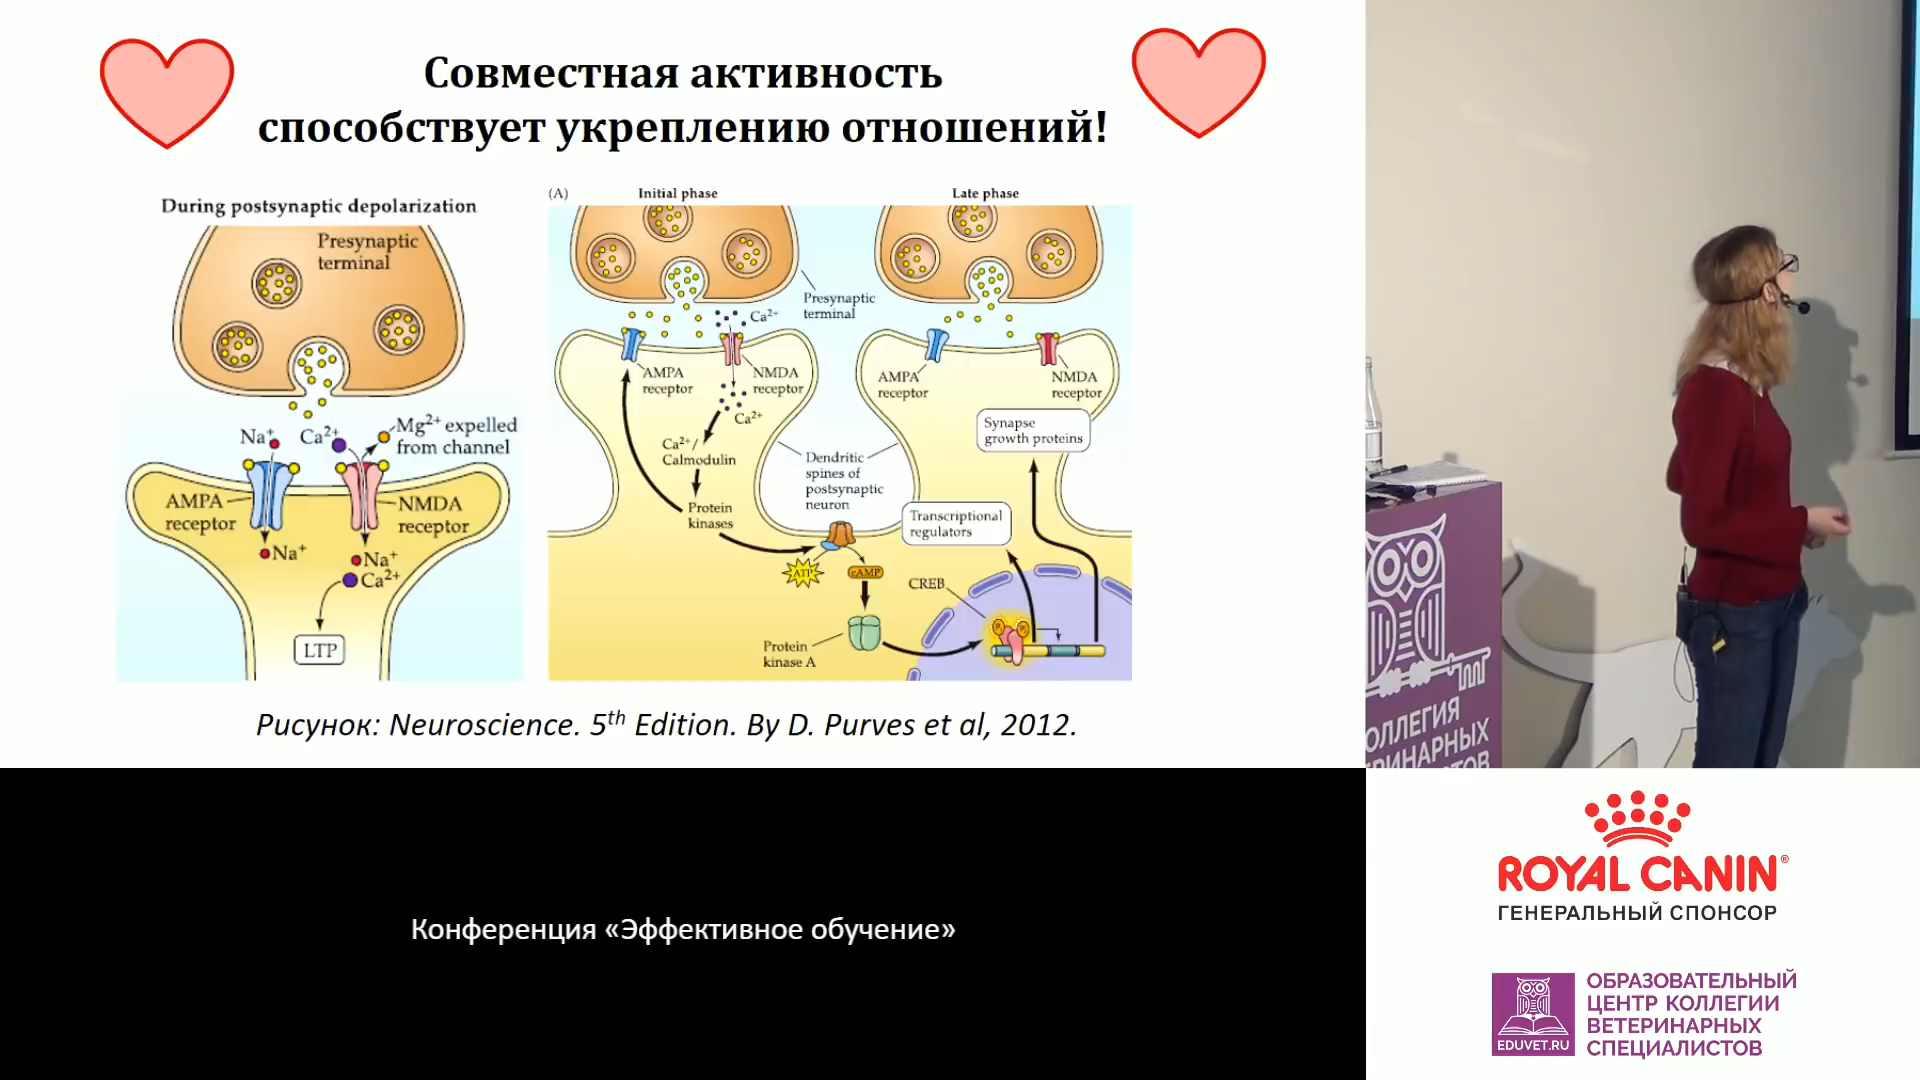 Совместная активность
способствует укреплению отношений!
During postsynaptic depolarization
Presynaptic
terminal
Na⁺
Ca²⁺
Mg²⁺ expelled
from channel
AMPA
receptor
NMDA
receptor
Na⁺
Na⁺
Ca²⁺
LTP
(A)
Initial phase
Late phase
Presynaptic
terminal
Ca²⁺
AMPA
receptor
NMDA
receptor
Ca²⁺
Ca²⁺/
Calmodulin
Protein
kinases
Dendritic
spines of
postsynaptic
neuron
AMPA
receptor
NMDA
receptor
Synapse
growth proteins
Transcriptional
regulators
ATP
cAMP
CREB
Protein
kinase A
P
P
Рисунок: Neuroscience. 5th Edition. By D. Purves et al, 2012.
ОЛЛЕГИЯ
РИНАРНЫХ
ТОВ
Конференция «Эффективное обучение»
ROYAL CANIN®
ГЕНЕРАЛЬНЫЙ СПОНСОР
EDUVET.RU
ОБРАЗОВАТЕЛЬНЫЙ
ЦЕНТР КОЛЛЕГИИ
ВЕТЕРИНАРНЫХ
СПЕЦИАЛИСТОВ